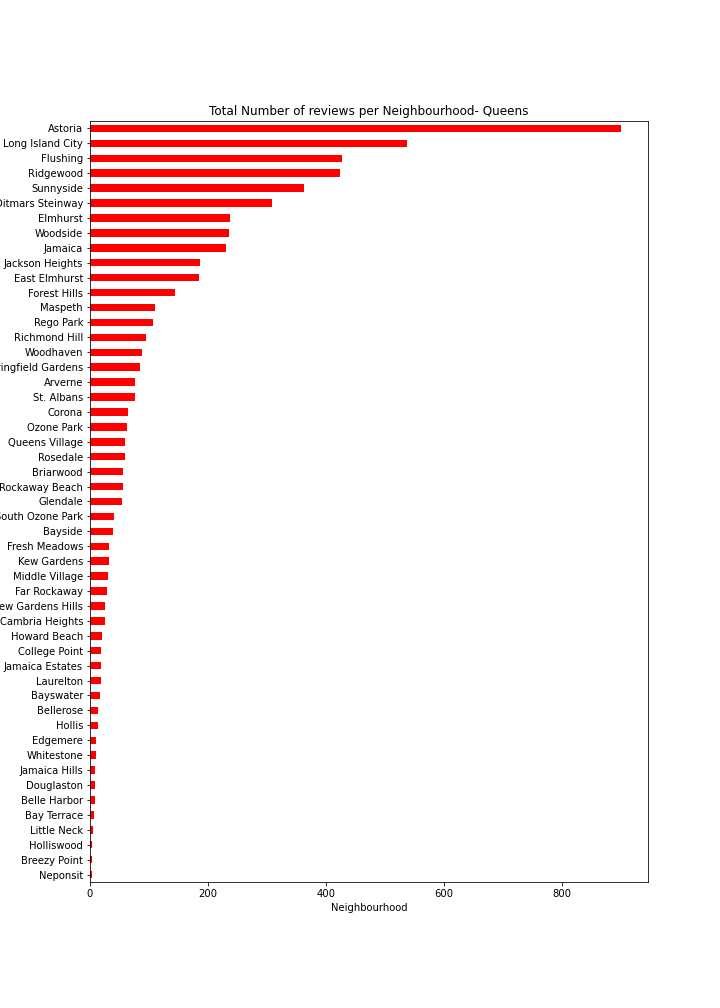 Total Number of reviews per Neighbourhood- Queens
Astoria
Long Island City
Flushing
Ridgewood
Sunnyside
Ditmars Steinway
Elmhurst
Woodside
Jamaica
Jackson Heights
East Elmhurst
Forest Hills
Maspeth
Rego Park
Richmond Hill
Woodhaven
ringfield Gardens
Arverne
St. Albans
Corona
Ozone Park
Queens Village
Rosedale
Briarwood
Rockaway Beach
Glendale
South Ozone Park
Bayside
Fresh Meadows
Kew Gardens
Middle Village
Far Rockaway
ew Gardens Hills
Cambria Heights
Howard Beach
College Point
Jamaica Estates
Laurelton
Bayswater
Bellerose
Hollis
Edgemere
Whitestone
Jamaica Hills
Douglaston
Belle Harbor
Bay Terrace
Little Neck
Holliswood
Breezy Point
Neponsit
0 200 400 600 800
Neighbourhood